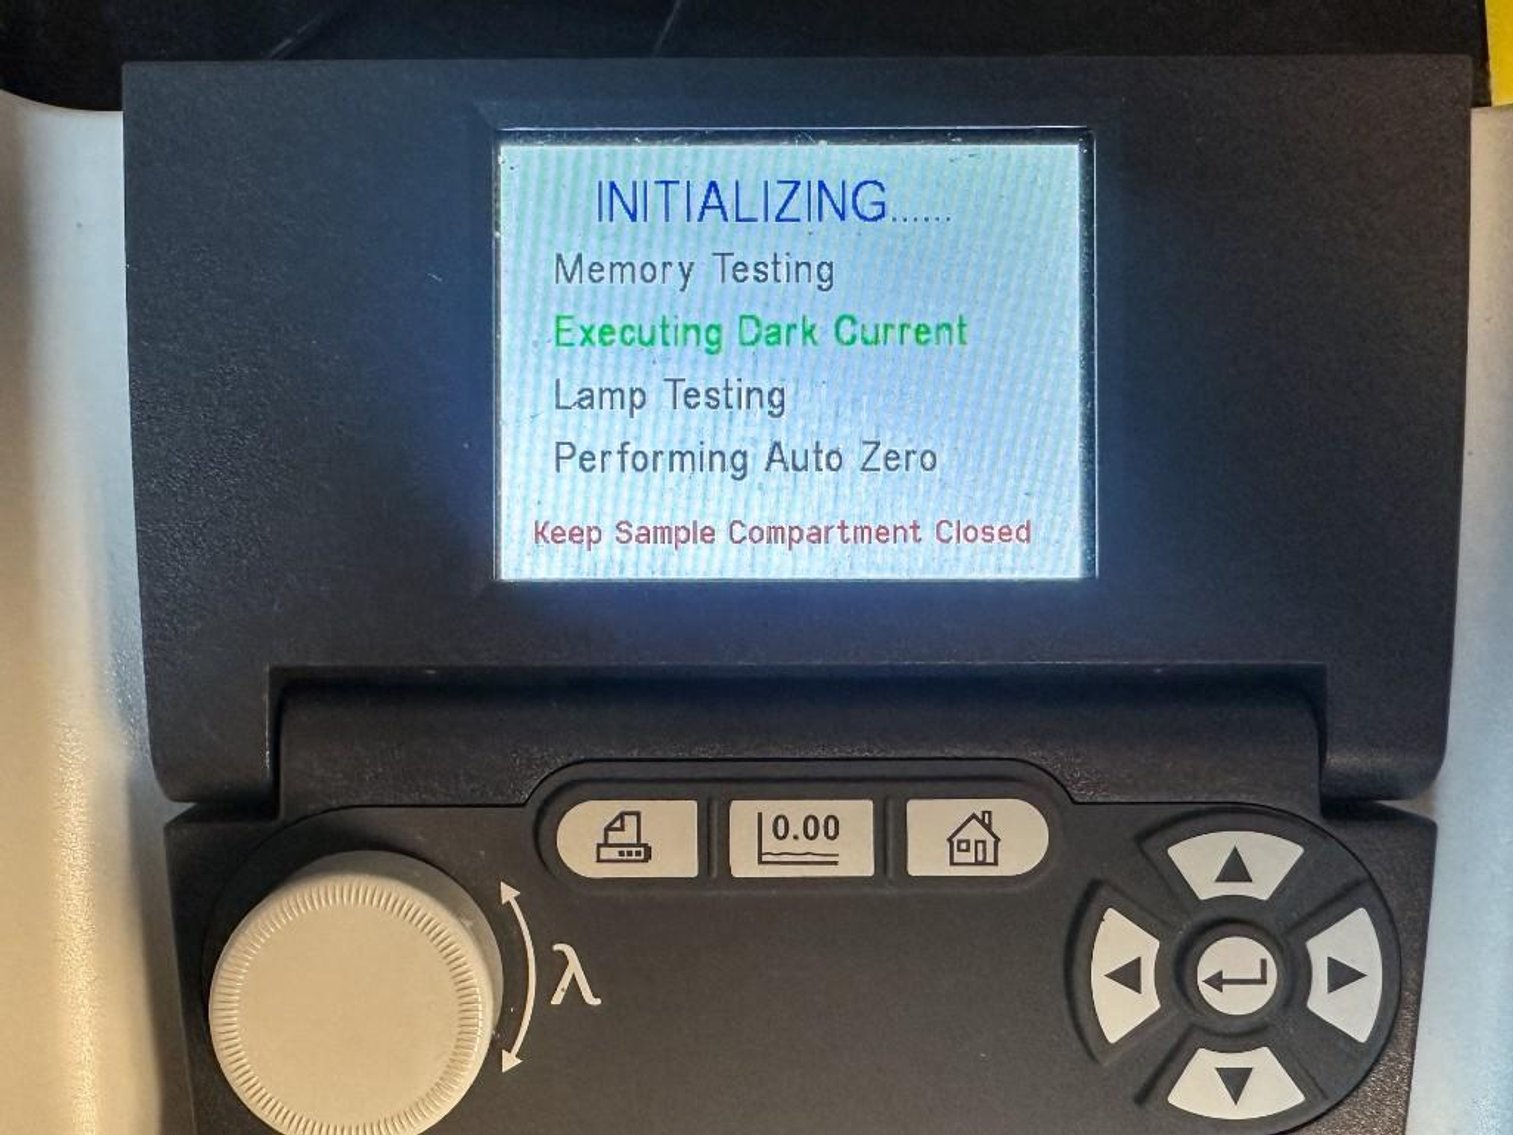 INITIALIZING......
Memory Testing
Executing Dark Current
Lamp Testing
Performing Auto Zero
Keep Sample Compartment Closed
0.00
λ